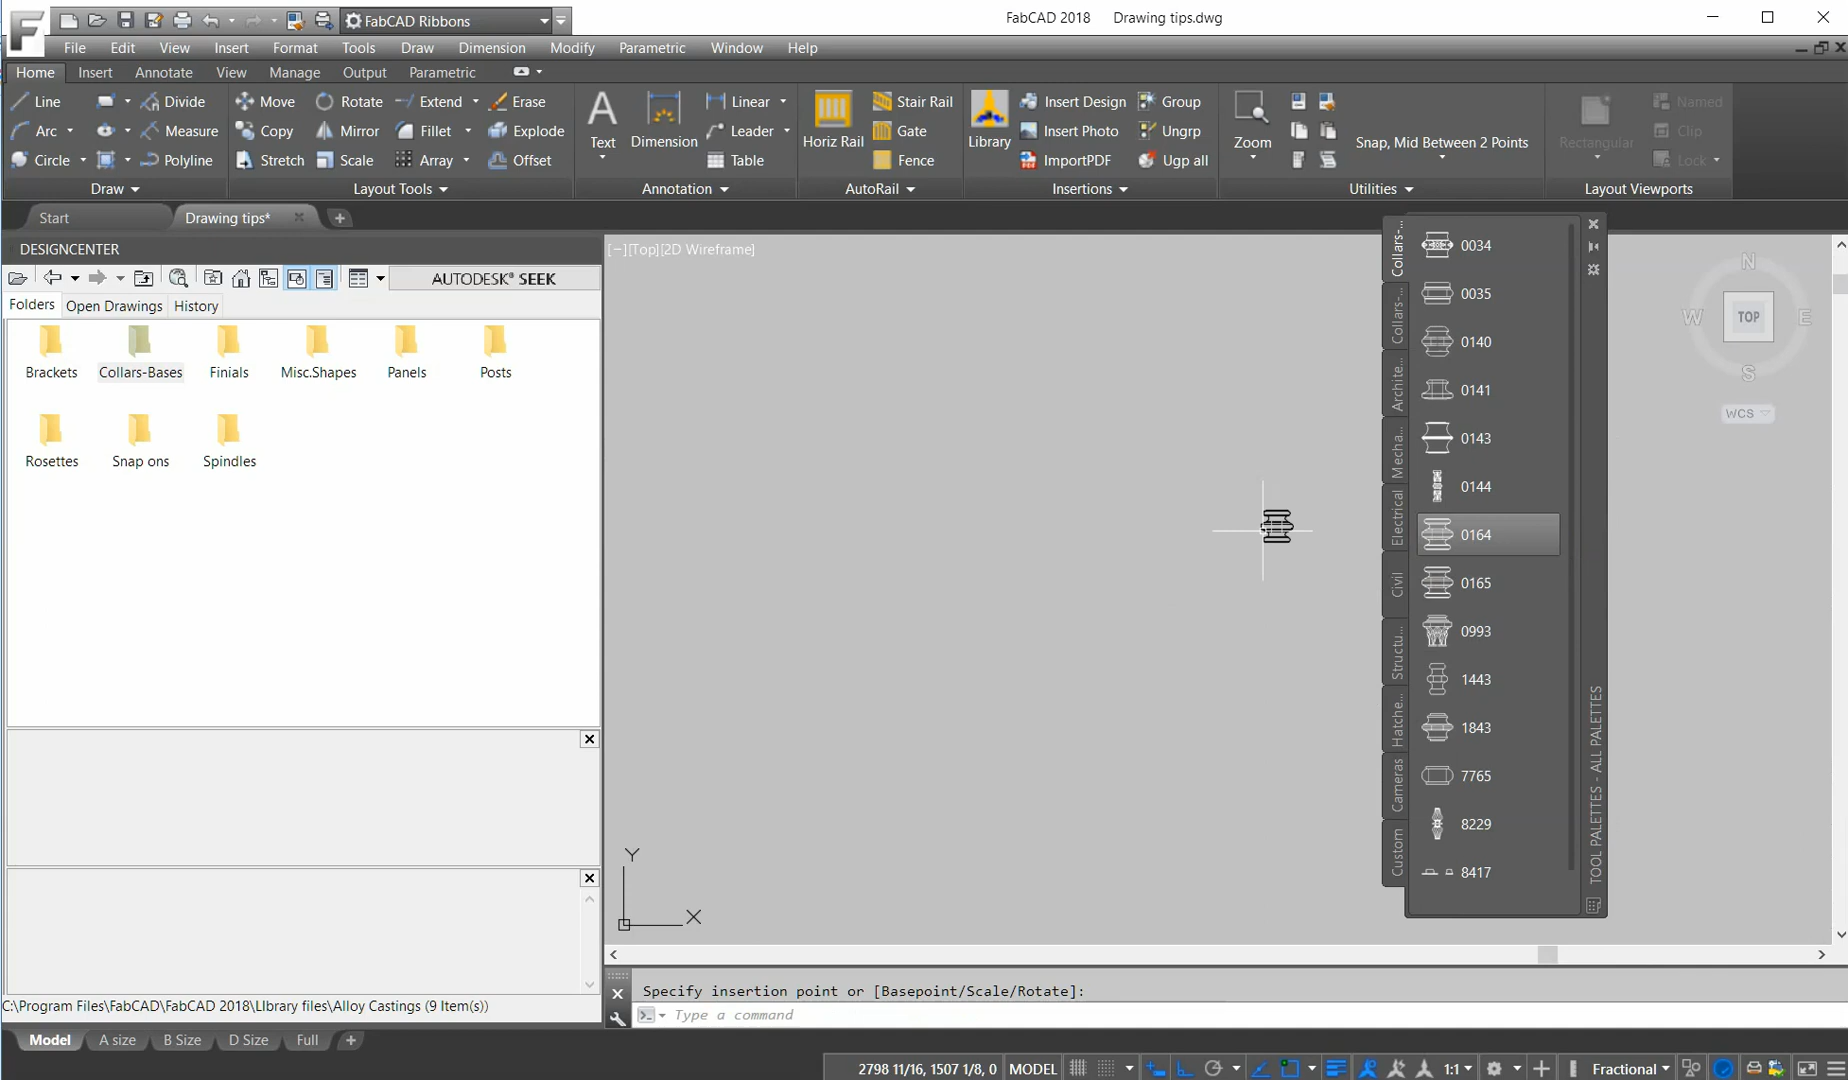 FabCAD Ribbons
FabCAD 2018 Drawing tips.dwg
File Edit View Insert Format Tools Draw Dimension Modify Parametric Window Help
Home Insert Annotate View Manage Output Parametric
Line Divide Move Rotate Extend Erase Linear Stair Rail Insert Design Group Named
Arc Measure Copy Mirror Fillet Explode Text Dimension Leader Horiz Rail Gate Library Insert Photo Ungrp Zoom Snap, Mid Between 2 Points Rectangular Clip
Circle Polyline Stretch Scale Array Offset Table Fence ImportPDF Ugp all Lock
Draw Layout Tools Annotation AutoRail Insertions Utilities Layout Viewports
Start Drawing tips*
DESIGNCENTER
AUTODESK® SEEK
Folders Open Drawings History
Brackets Collars-Bases Finials Misc.Shapes Panels Posts
Rosettes Snap ons Spindles
C:\Program Files\FabCAD\FabCAD 2018\LIbrary files\Alloy Castings (9 Item(s))
[−][Top][2D Wireframe]
Y
X
Collars-...
Collars-...
Archite...
Mecha...
Electrical
Civil
Structu...
Hatche...
Cameras
Custom
0034
0035
0140
0141
0143
0144
0164
0165
0993
1443
1843
7765
8229
8417
TOOL PALETTES - ALL PALETTES
N
W TOP E
S
WCS
Specify insertion point or [Basepoint/Scale/Rotate]:
Type a command
Model A size B Size D Size Full
2798 11/16, 1507 1/8, 0 MODEL 1:1 Fractional